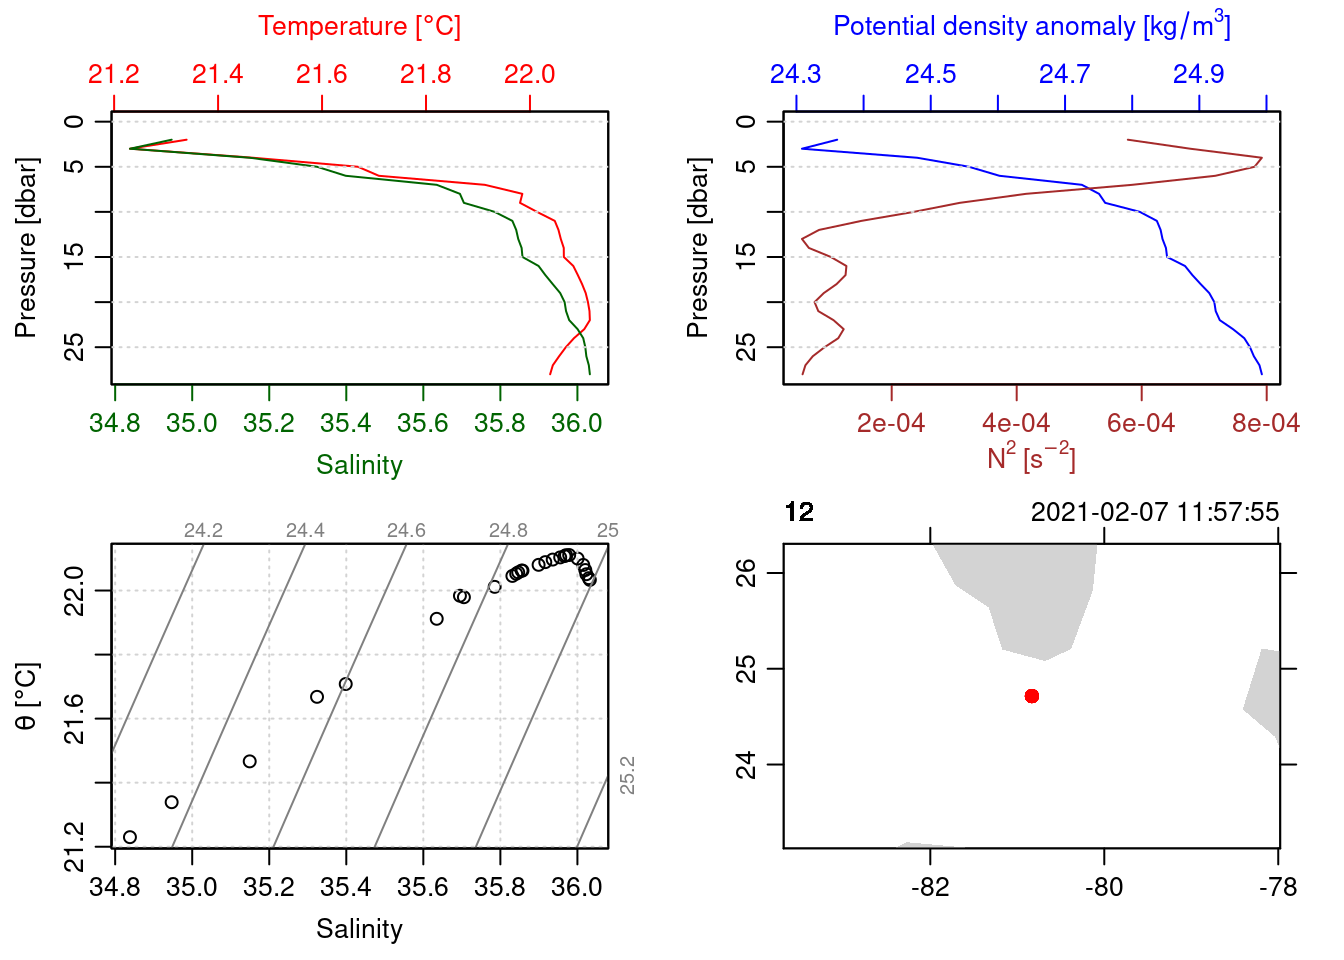 Temperature [°C]
21.2 21.4 21.6 21.8 22.0
Pressure [dbar]
0
5
15
25
34.8 35.0 35.2 35.4 35.6 35.8 36.0
Salinity
Potential density anomaly [kg/m³]
24.3 24.5 24.7 24.9
Pressure [dbar]
0
5
15
25
2e-04 4e-04 6e-04 8e-04
N² [s⁻²]
24.2 24.4 24.6 24.8 25
θ [°C]
22.0
21.6
21.2
25.2
34.8 35.0 35.2 35.4 35.6 35.8 36.0
Salinity
12 2021-02-07 11:57:55
26
25
24
-82 -80 -78